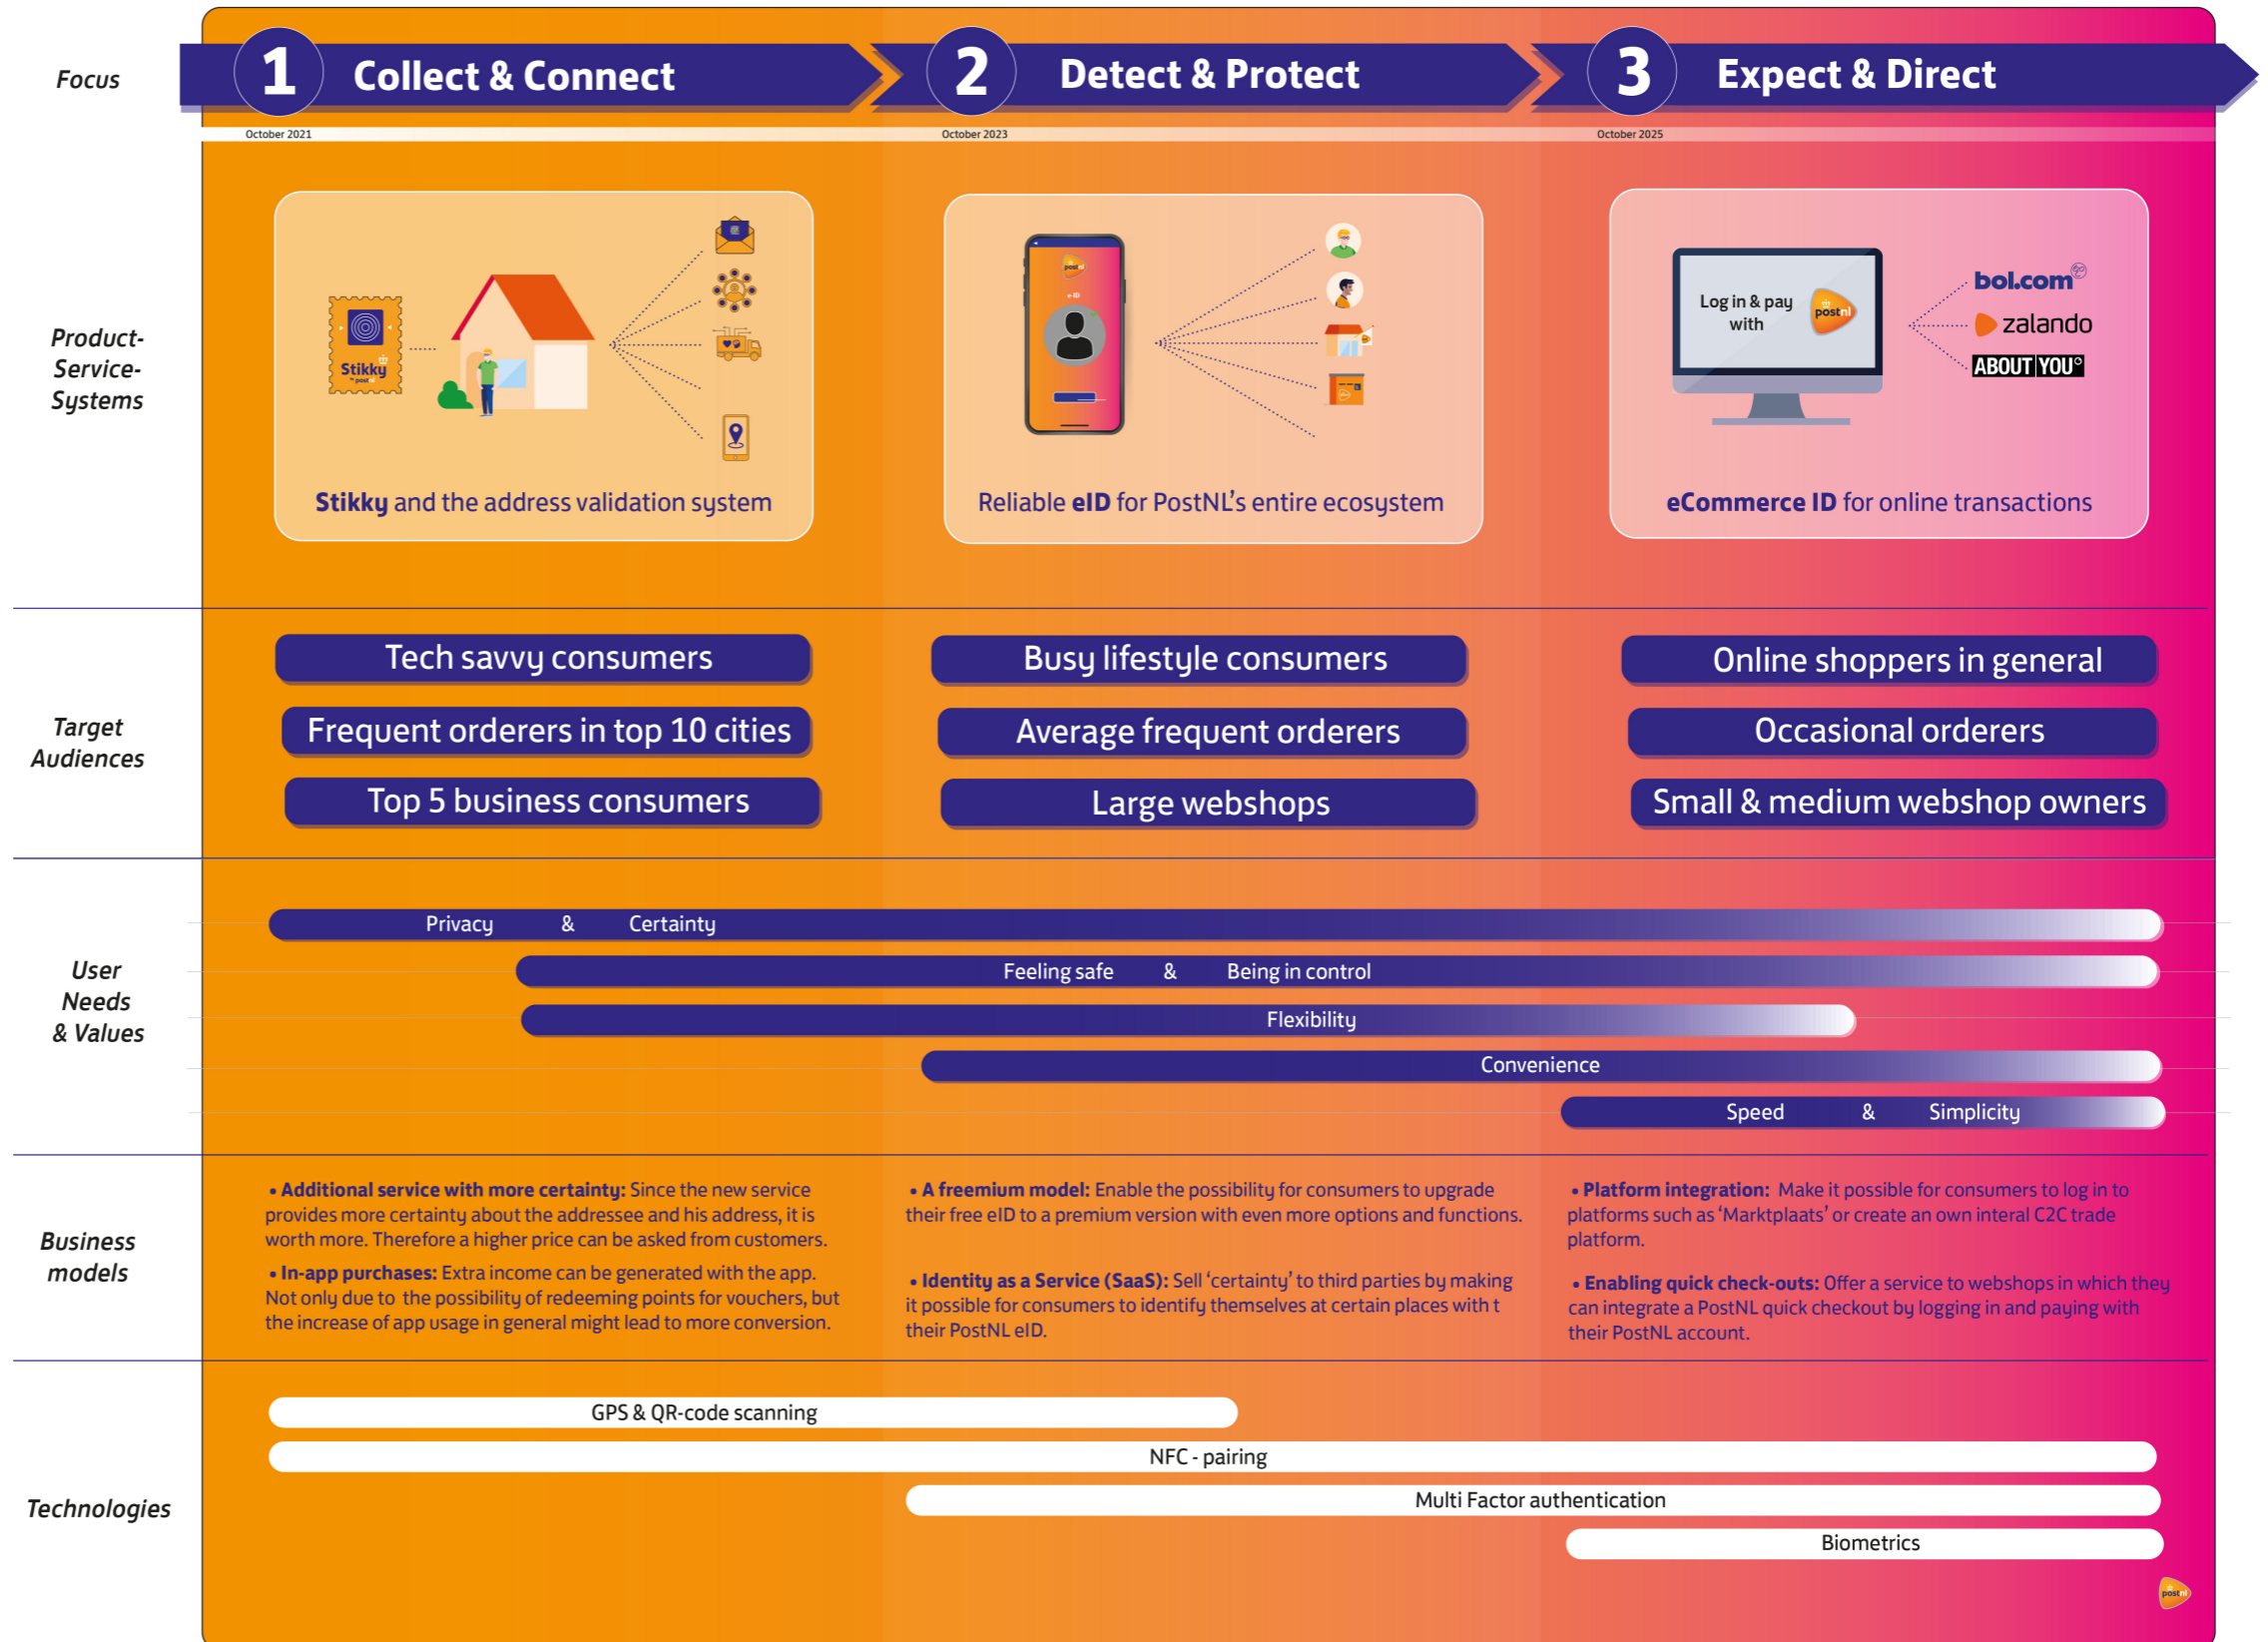 Focus
1 Collect & Connect
2 Detect & Protect
3 Expect & Direct
October 2021
October 2023
October 2025
Product-
Service-
Systems
Stikky
by postnl
Stikky and the address validation system
postnl
e-ID
Reliable eID for PostNL's entire ecosystem
Log in & pay
with
postnl
bol.com
zalando
ABOUT YOU°
eCommerce ID for online transactions
Target
Audiences
Tech savvy consumers
Frequent orderers in top 10 cities
Top 5 business consumers
Busy lifestyle consumers
Average frequent orderers
Large webshops
Online shoppers in general
Occasional orderers
Small & medium webshop owners
User
Needs
& Values
Privacy & Certainty
Feeling safe & Being in control
Flexibility
Convenience
Speed & Simplicity
Business
models
• Additional service with more certainty: Since the new service
provides more certainty about the addressee and his address, it is
worth more. Therefore a higher price can be asked from customers.
• In-app purchases: Extra income can be generated with the app.
Not only due to the possibility of redeeming points for vouchers, but
the increase of app usage in general might lead to more conversion.
• A freemium model: Enable the possibility for consumers to upgrade
their free eID to a premium version with even more options and functions.
• Identity as a Service (SaaS): Sell 'certainty' to third parties by making
it possible for consumers to identify themselves at certain places with t
their PostNL eID.
• Platform integration: Make it possible for consumers to log in to
platforms such as 'Marktplaats' or create an own interal C2C trade
platform.
• Enabling quick check-outs: Offer a service to webshops in which they
can integrate a PostNL quick checkout by logging in and paying with
their PostNL account.
Technologies
GPS & QR-code scanning
NFC - pairing
Multi Factor authentication
Biometrics
postnl